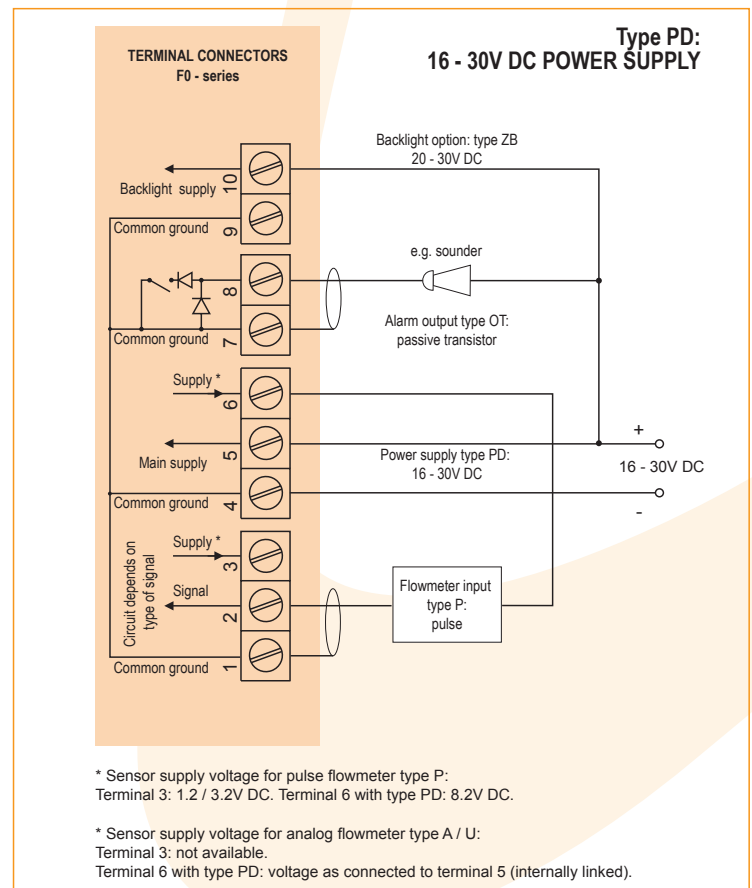 Type PD:
16 - 30V DC POWER SUPPLY
TERMINAL CONNECTORS
F0 - series
Backlight option: type ZB
20 - 30V DC
Backlight supply
10
Common ground
9
e.g. sounder
8
Alarm output type OT:
passive transistor
Common ground
7
Supply *
6
+
Main supply
5
Power supply type PD:
16 - 30V DC
16 - 30V DC
Common ground
4
-
Supply *
3
Circuit depends on
type of signal
Signal
2
Flowmeter input
type P:
pulse
Common ground
1
* Sensor supply voltage for pulse flowmeter type P:
Terminal 3: 1.2 / 3.2V DC. Terminal 6 with type PD: 8.2V DC.
* Sensor supply voltage for analog flowmeter type A / U:
Terminal 3: not available.
Terminal 6 with type PD: voltage as connected to terminal 5 (internally linked).